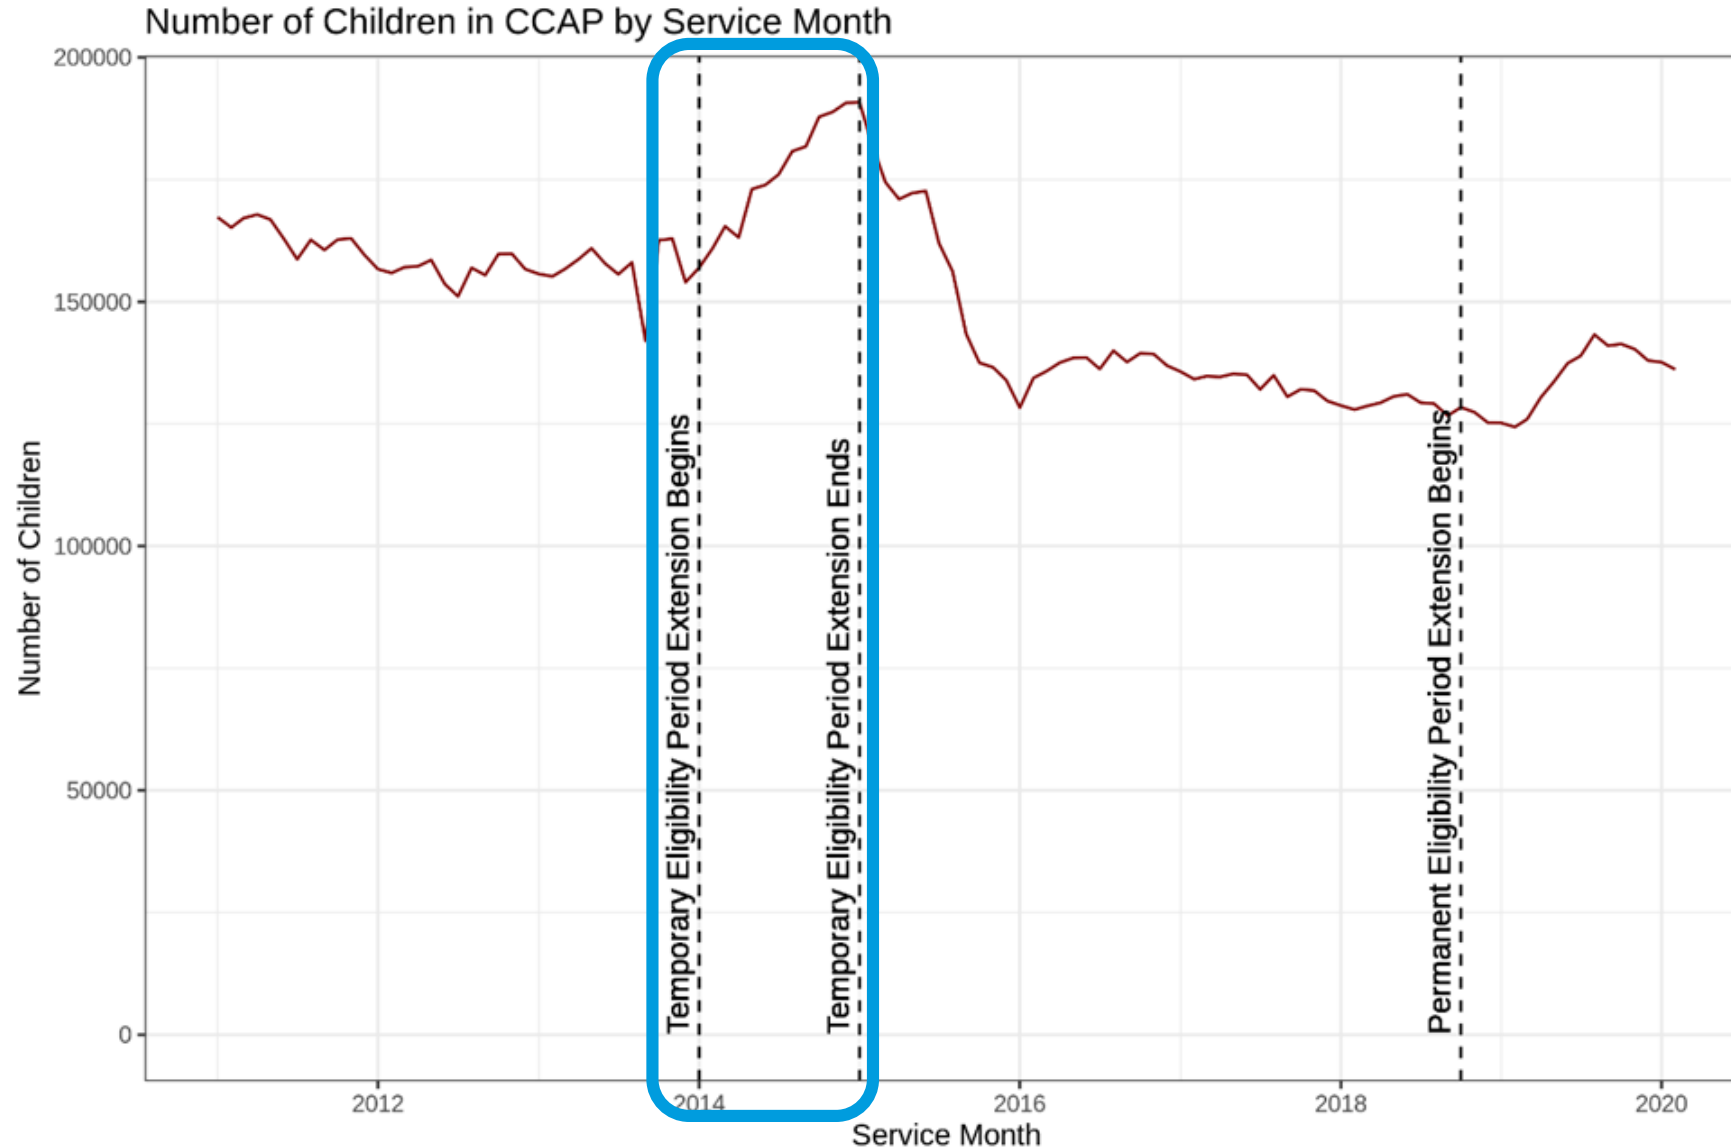 Number of Children in CCAP by Service Month
200000
150000
100000
50000
0
Number of Children
Temporary Eligibility Period Extension Begins
Temporary Eligibility Period Extension Ends
Permanent Eligibility Period Extension Begins
2012
2014
2016
2018
2020
Service Month